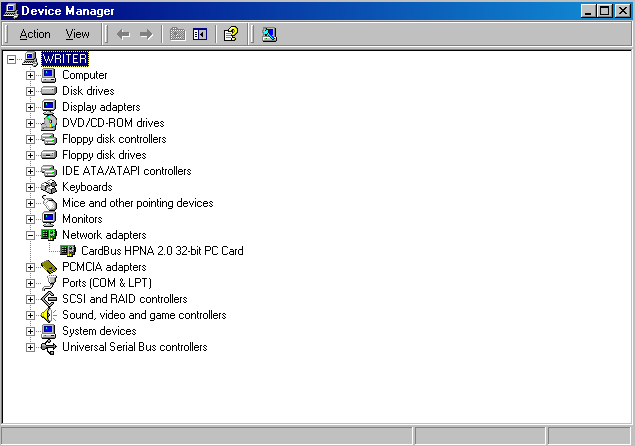 Device Manager
Action View
WRITER
Computer
Disk drives
Display adapters
DVD/CD-ROM drives
Floppy disk controllers
Floppy disk drives
IDE ATA/ATAPI controllers
Keyboards
Mice and other pointing devices
Monitors
Network adapters
CardBus HPNA 2.0 32-bit PC Card
PCMCIA adapters
Ports (COM & LPT)
SCSI and RAID controllers
Sound, video and game controllers
System devices
Universal Serial Bus controllers